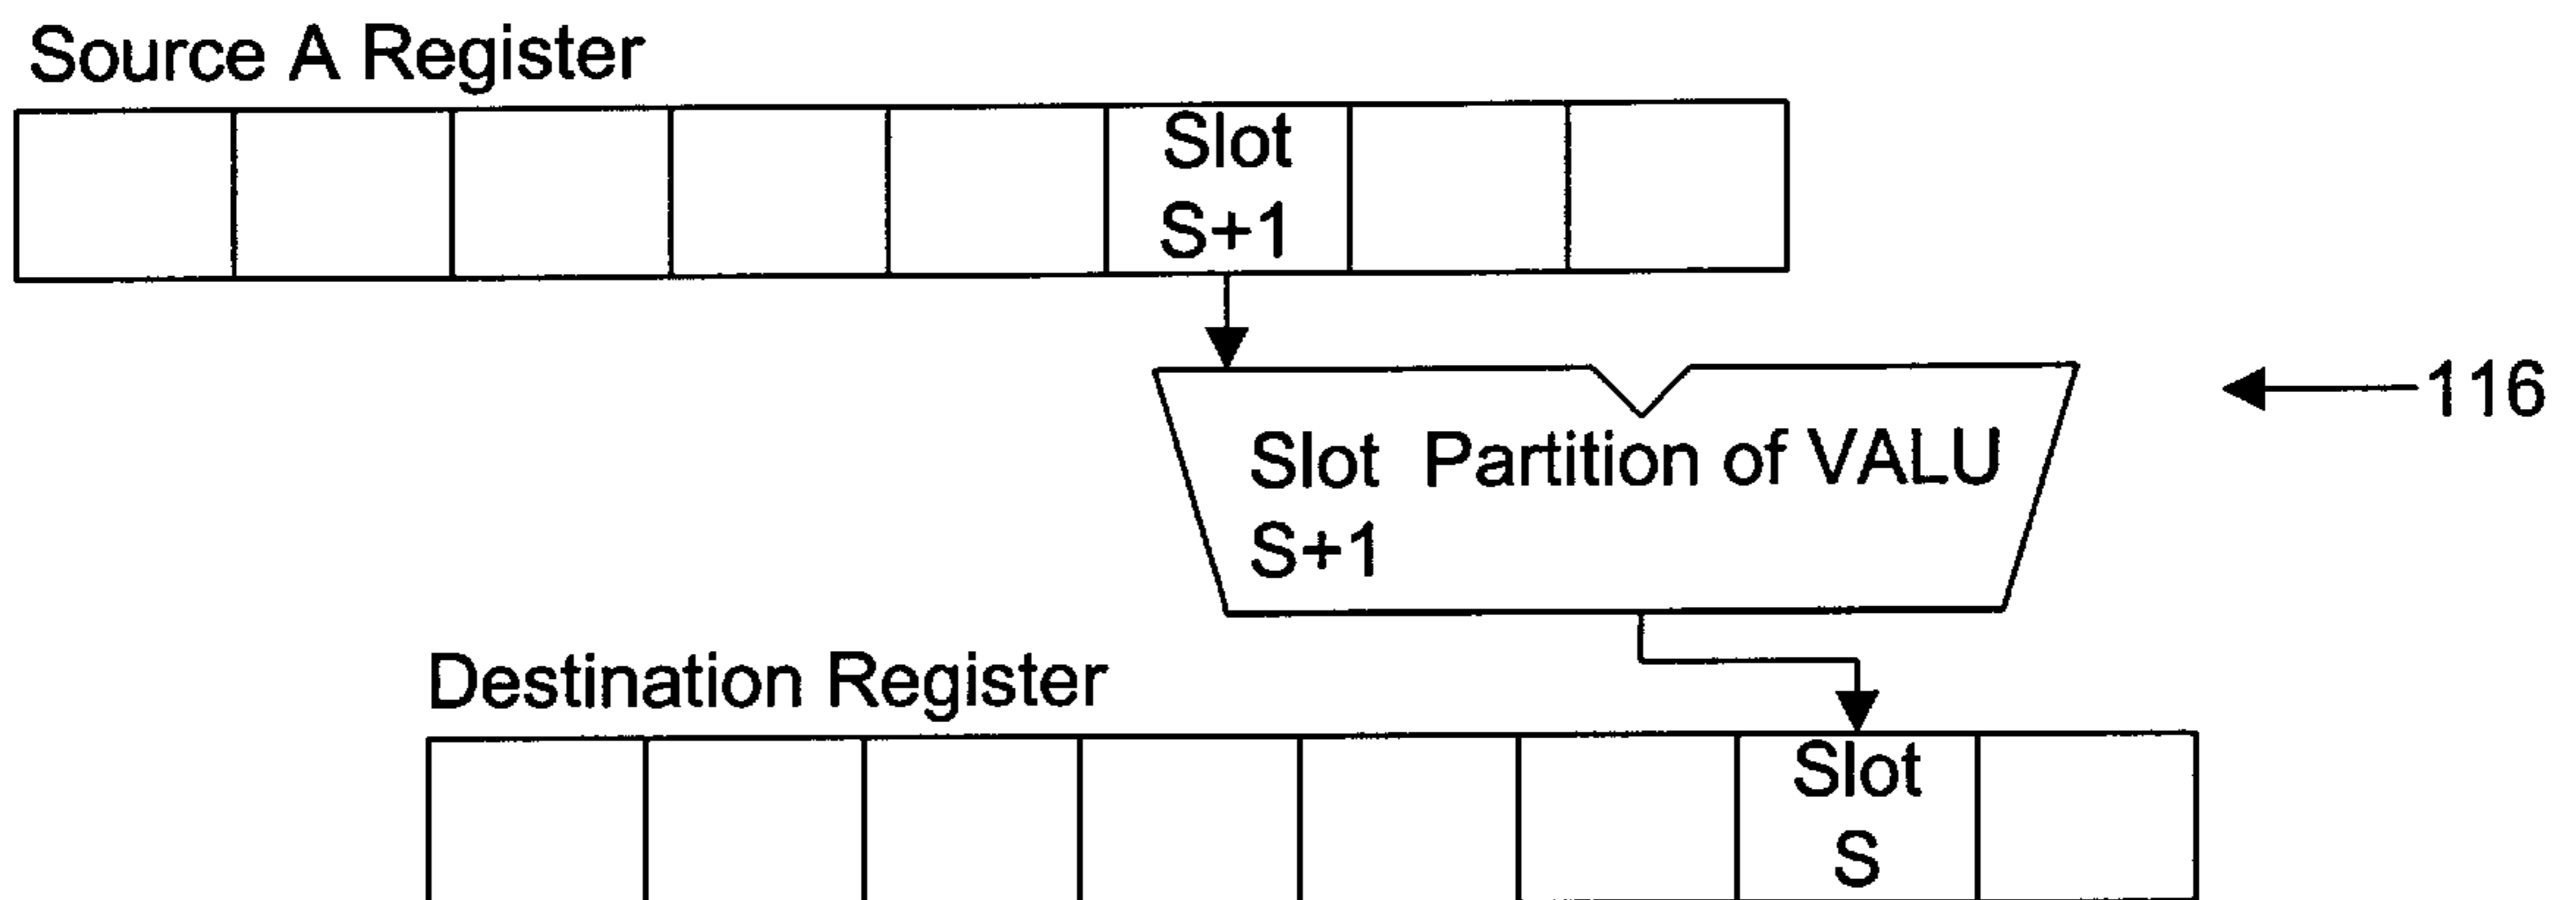 Source A Register
Slot
S+1
116
Slot Partition of VALU
S+1
Destination Register
Slot
S